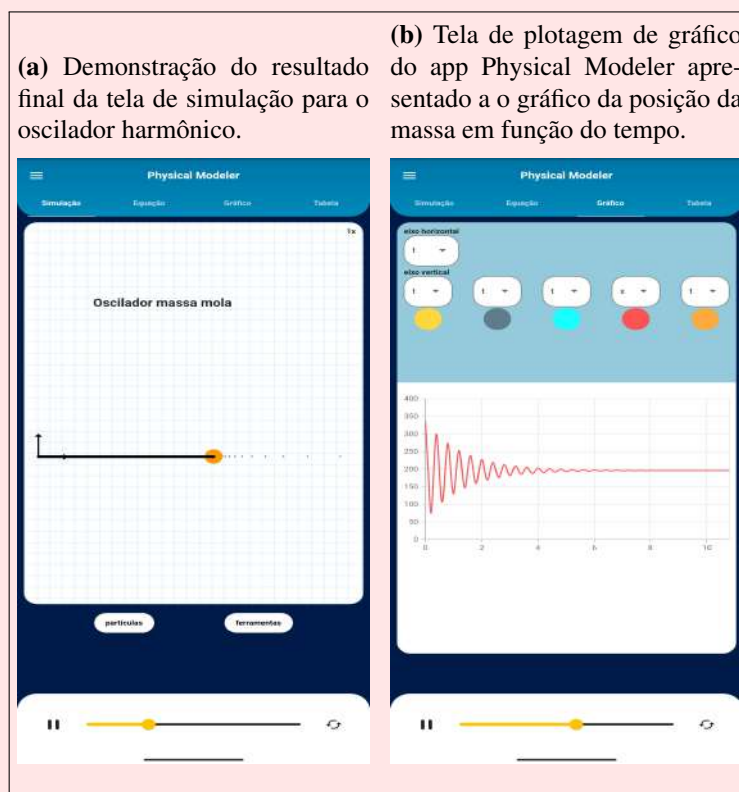 (a) Demonstração do resultado
final da tela de simulação para o
oscilador harmônico.
(b) Tela de plotagem de gráfico
do app Physical Modeler apre-
sentado a o gráfico da posição da
massa em função do tempo.
Physical Modeler
Simulação Equação Gráfico Tabela
1x
Oscilador massa mola
partículas ferramentas
Physical Modeler
Simulação Equação Gráfico Tabela
eixo horizontal
t
eixo vertical
t t t x t
400
350
300
250
200
150
100
50
0
0 2 4 6 8 10